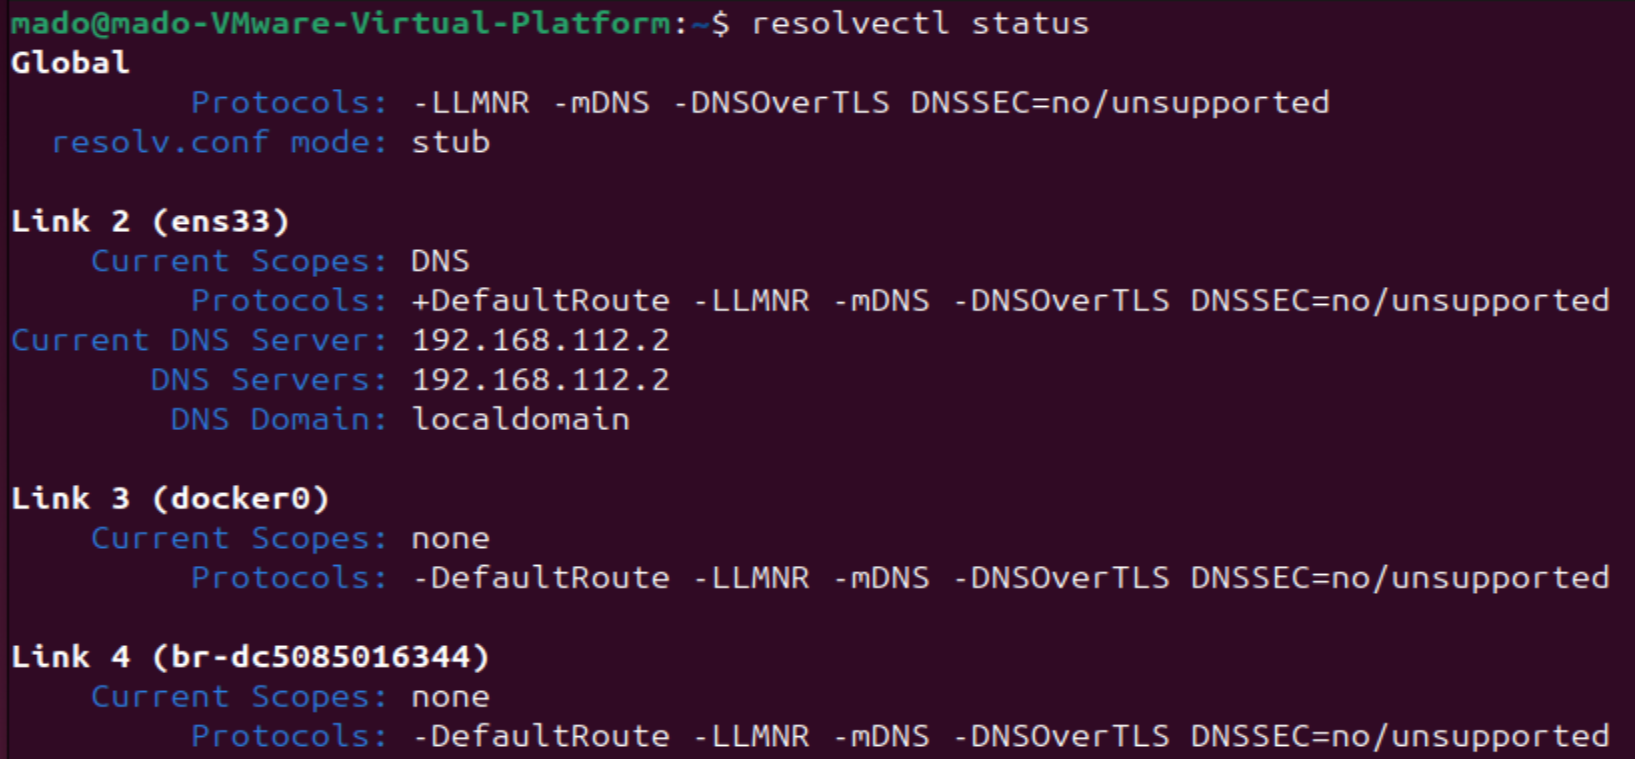 mado@mado-VMware-Virtual-Platform:~$ resolvectl status
Global
Protocols: -LLMNR -mDNS -DNSOverTLS DNSSEC=no/unsupported
resolv.conf mode: stub
Link 2 (ens33)
Current Scopes: DNS
Protocols: +DefaultRoute -LLMNR -mDNS -DNSOverTLS DNSSEC=no/unsupported
Current DNS Server: 192.168.112.2
DNS Servers: 192.168.112.2
DNS Domain: localdomain
Link 3 (docker0)
Current Scopes: none
Protocols: -DefaultRoute -LLMNR -mDNS -DNSOverTLS DNSSEC=no/unsupported
Link 4 (br-dc5085016344)
Current Scopes: none
Protocols: -DefaultRoute -LLMNR -mDNS -DNSOverTLS DNSSEC=no/unsupported